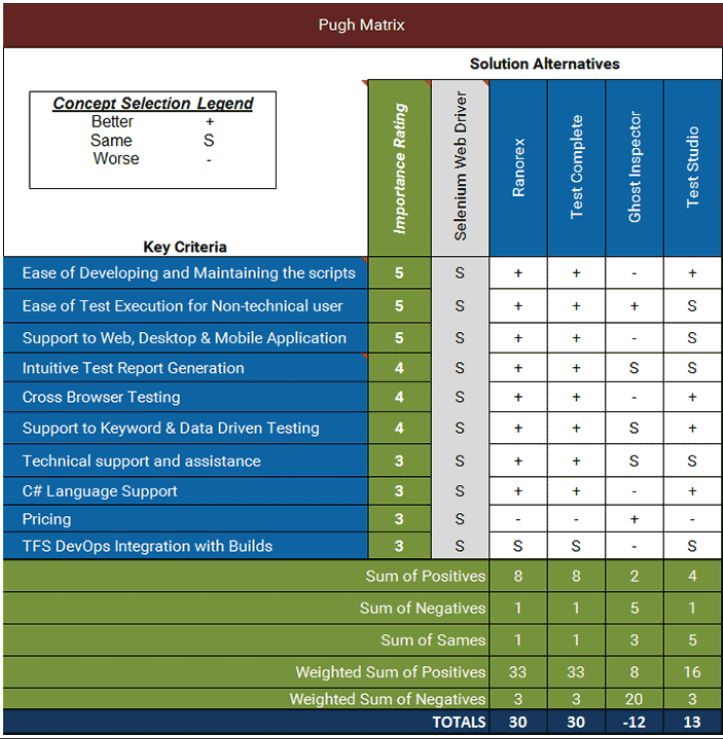 Pugh Matrix
Solution Alternatives
Concept Selection Legend
Better +
Same S
Worse -
Key Criteria
Importance Rating
Selenium Web Driver
Ranorex
Test Complete
Ghost Inspector
Test Studio
Ease of Developing and Maintaining the scripts 5 S + + - +
Ease of Test Execution for Non-technical user 5 S + + + S
Support to Web, Desktop & Mobile Application 5 S + + - S
Intuitive Test Report Generation 4 S + + S S
Cross Browser Testing 4 S + + - +
Support to Keyword & Data Driven Testing 4 S + + S +
Technical support and assistance 3 S + + S S
C# Language Support 3 S + + - +
Pricing 3 S - - + -
TFS DevOps Integration with Builds 3 S S S - S
Sum of Positives 8 8 2 4
Sum of Negatives 1 1 5 1
Sum of Sames 1 1 3 5
Weighted Sum of Positives 33 33 8 16
Weighted Sum of Negatives 3 3 20 3
TOTALS 30 30 -12 13